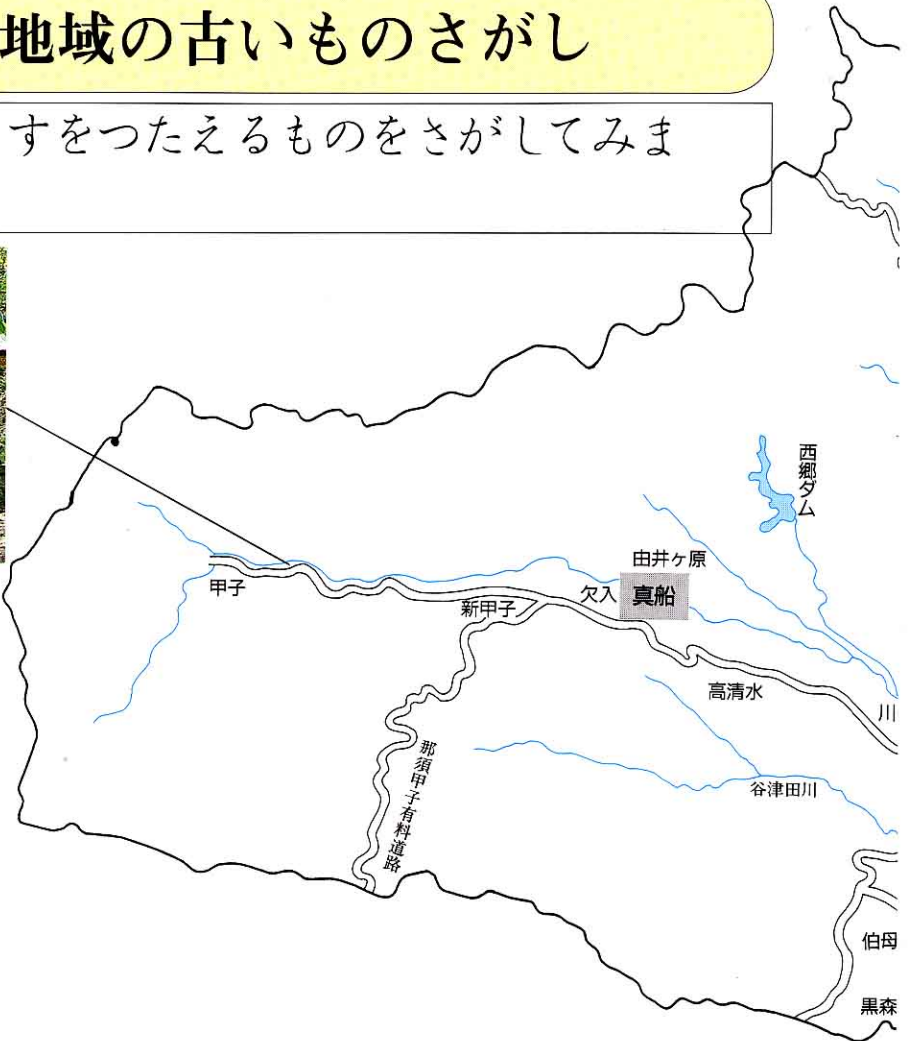 地域の古いものさがし
すをつたえるものをさがしてみま
西郷ダム
由井ヶ原
甲子
欠入
真船
新甲子
高清水
川
那須甲子有料道路
谷津田川
伯母
黒森